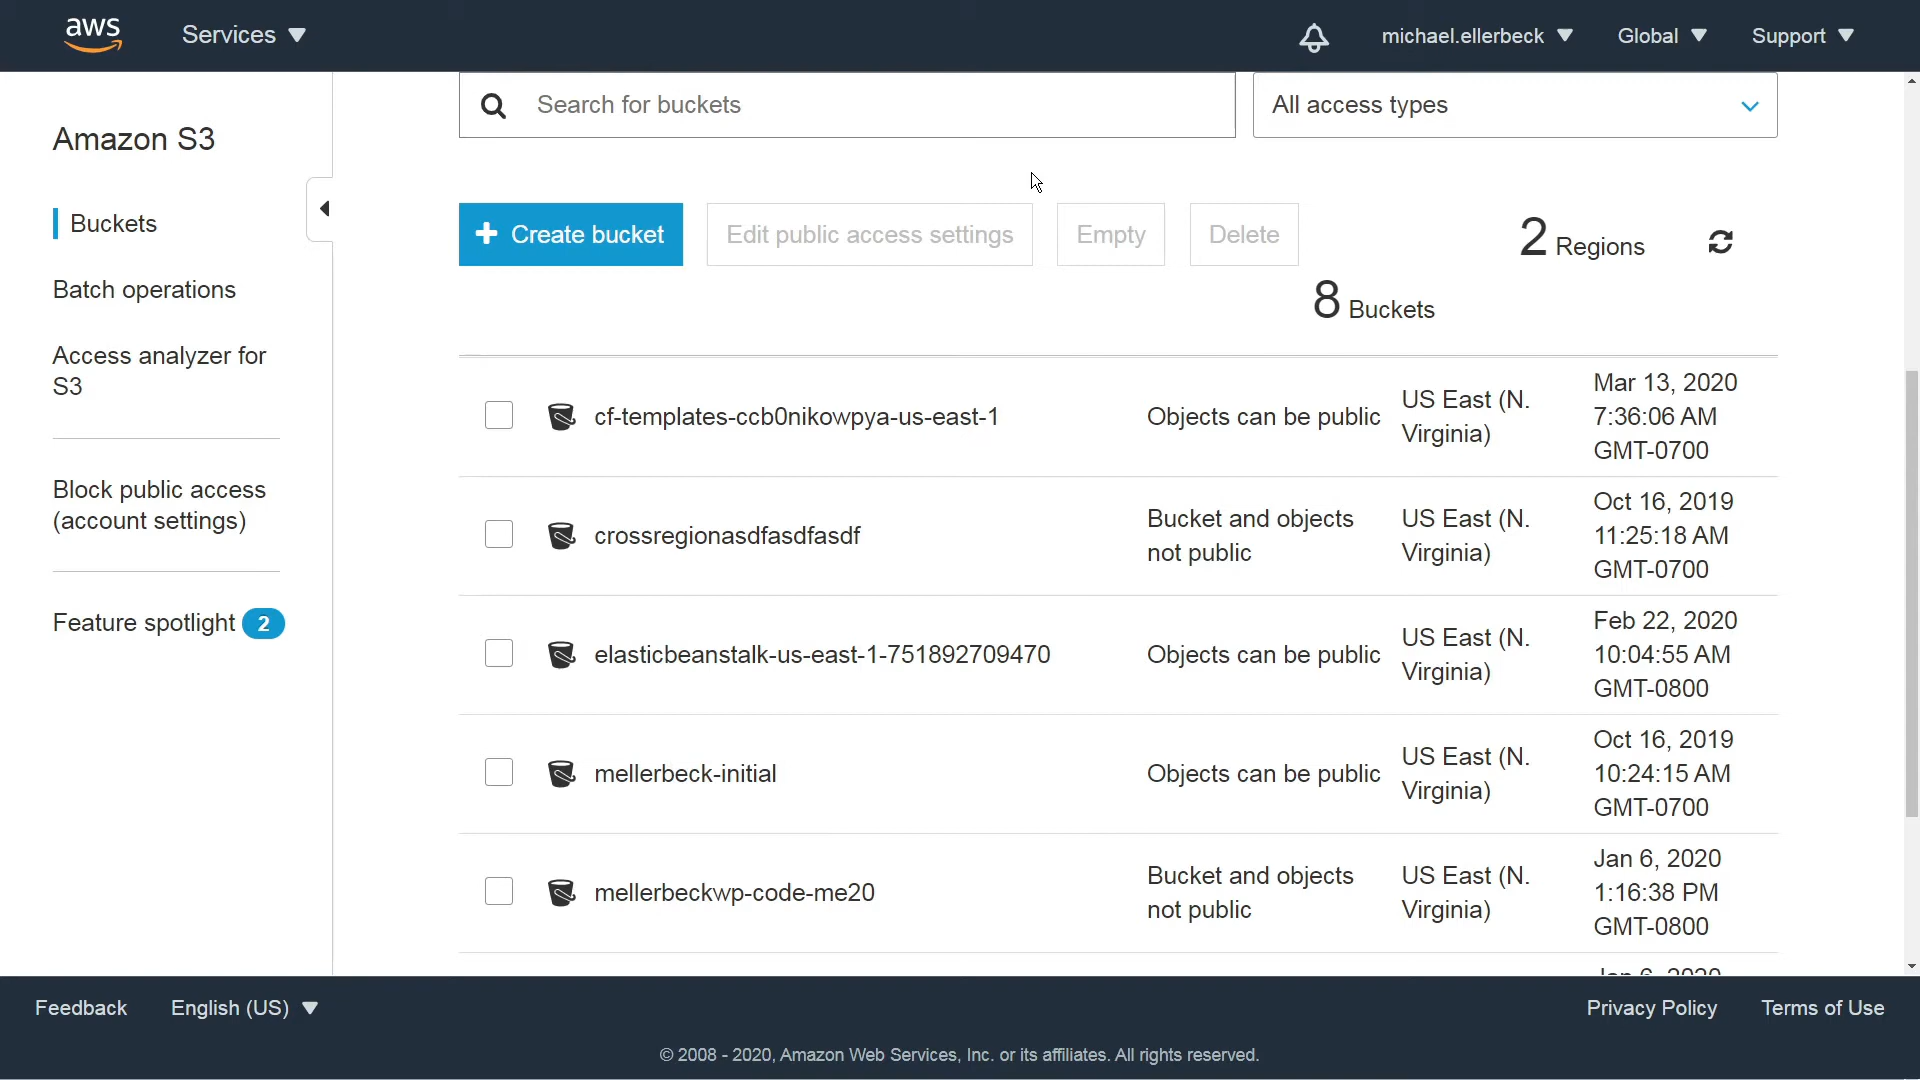 aws Services michael.ellerbeck Global Support
Search for buckets All access types
Amazon S3
Buckets
Batch operations
Access analyzer for
S3
Block public access
(account settings)
Feature spotlight 2
Create bucket Edit public access settings Empty Delete 2 Regions
8 Buckets
cf-templates-ccb0nikowpya-us-east-1 Objects can be public US East (N.
Virginia) Mar 13, 2020
7:36:06 AM
GMT-0700
crossregionasdfasdfasdf Bucket and objects
not public US East (N.
Virginia) Oct 16, 2019
11:25:18 AM
GMT-0700
elasticbeanstalk-us-east-1-751892709470 Objects can be public US East (N.
Virginia) Feb 22, 2020
10:04:55 AM
GMT-0800
mellerbeck-initial Objects can be public US East (N.
Virginia) Oct 16, 2019
10:24:15 AM
GMT-0700
mellerbeckwp-code-me20 Bucket and objects
not public US East (N.
Virginia) Jan 6, 2020
1:16:38 PM
GMT-0800
Jan 6, 2020
Feedback English (US) Privacy Policy Terms of Use
© 2008 - 2020, Amazon Web Services, Inc. or its affiliates. All rights reserved.